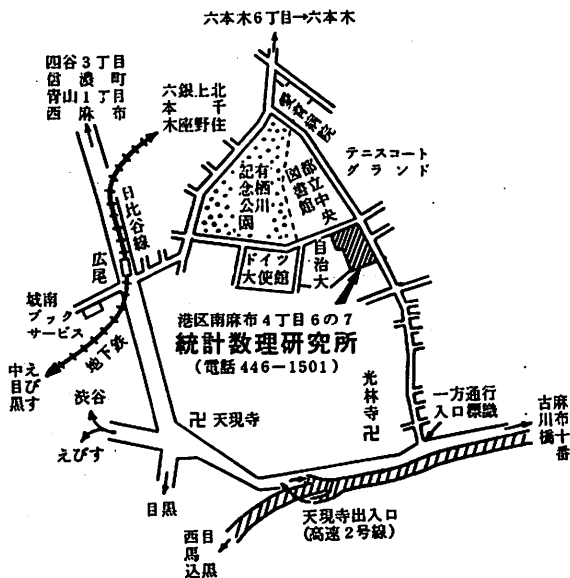 六本木6丁目→六本木
四谷3丁目
信濃町
青山1丁目
西麻布
北千住
上野
銀座
六本木
愛育病院
テニスコート
グランド
有栖川
記念公園
都立中央
図書館
日比谷線
広尾
ドイツ
大使館
自治大
城南
ブック
サービス
地下鉄
えびす
中目黒
港区南麻布4丁目6の7
統計数理研究所
(電話 446-1501)
渋谷
えびす
卍 天現寺
光林寺
卍
一方通行
入口標識
麻布十番
古川橋
目黒
天現寺出入口
(高速2号線)
目黒
西馬込